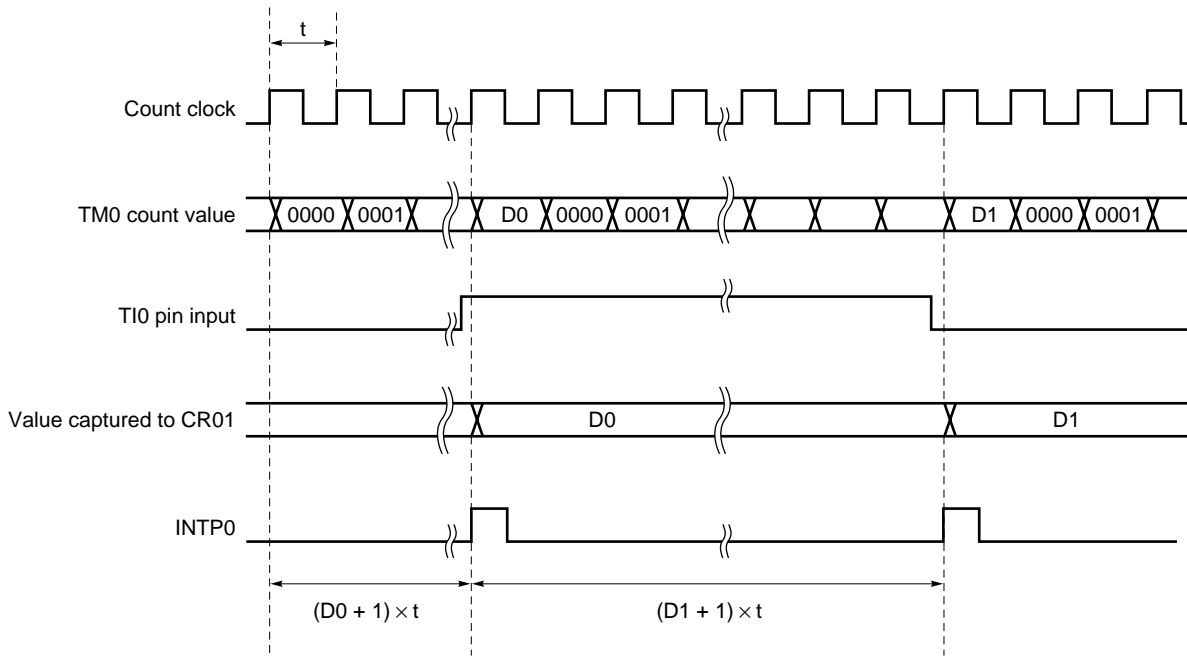 t
Count clock
TM0 count value 0000 0001 D0 0000 0001 D1 0000 0001
TI0 pin input
Value captured to CR01 D0 D1
INTP0
(D0 + 1) × t (D1 + 1) × t